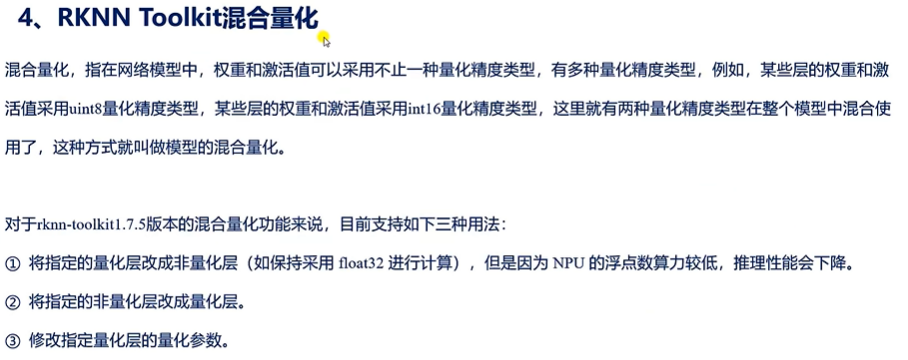 4、RKNN Toolkit混合量化
混合量化，指在网络模型中，权重和激活值可以采用不止一种量化精度类型，有多种量化精度类型，例如，某些层的权重和激
活值采用uint8量化精度类型，某些层的权重和激活值采用int16量化精度类型，这里就有两种量化精度类型在整个模型中混合使
用了，这种方式就叫做模型的混合量化。
对于rknn-toolkit1.7.5版本的混合量化功能来说，目前支持如下三种用法：
① 将指定的量化层改成非量化层（如保持采用 float32 进行计算），但是因为 NPU 的浮点数算力较低，推理性能会下降。
② 将指定的非量化层改成量化层。
③ 修改指定量化层的量化参数。